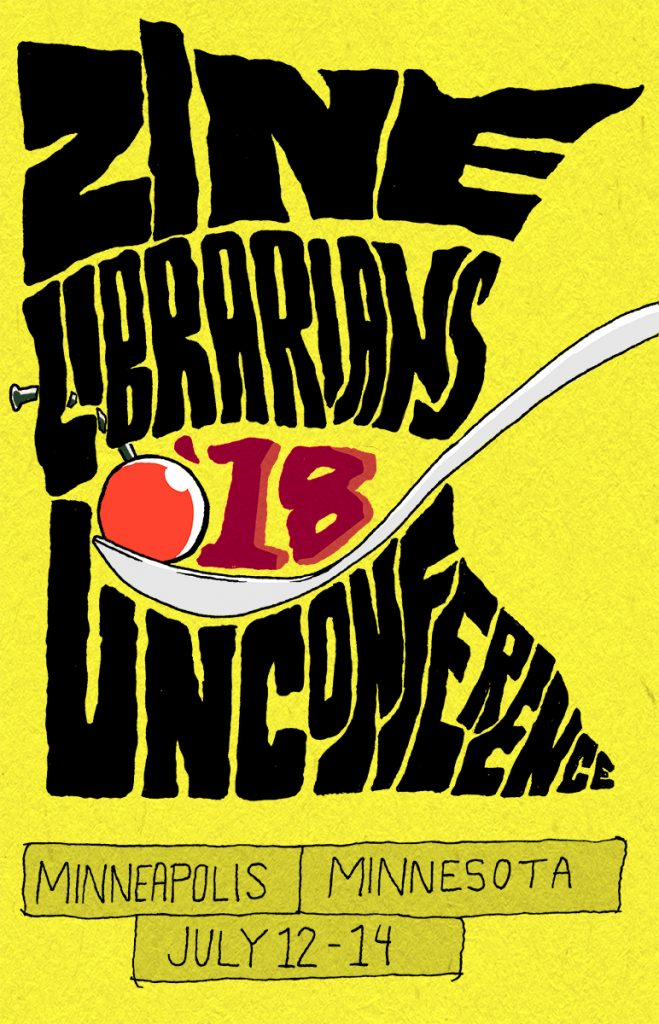 ZINE
LIBRARIANS
'18
UNCONFERENCE
MINNEAPOLIS MINNESOTA
JULY 12-14